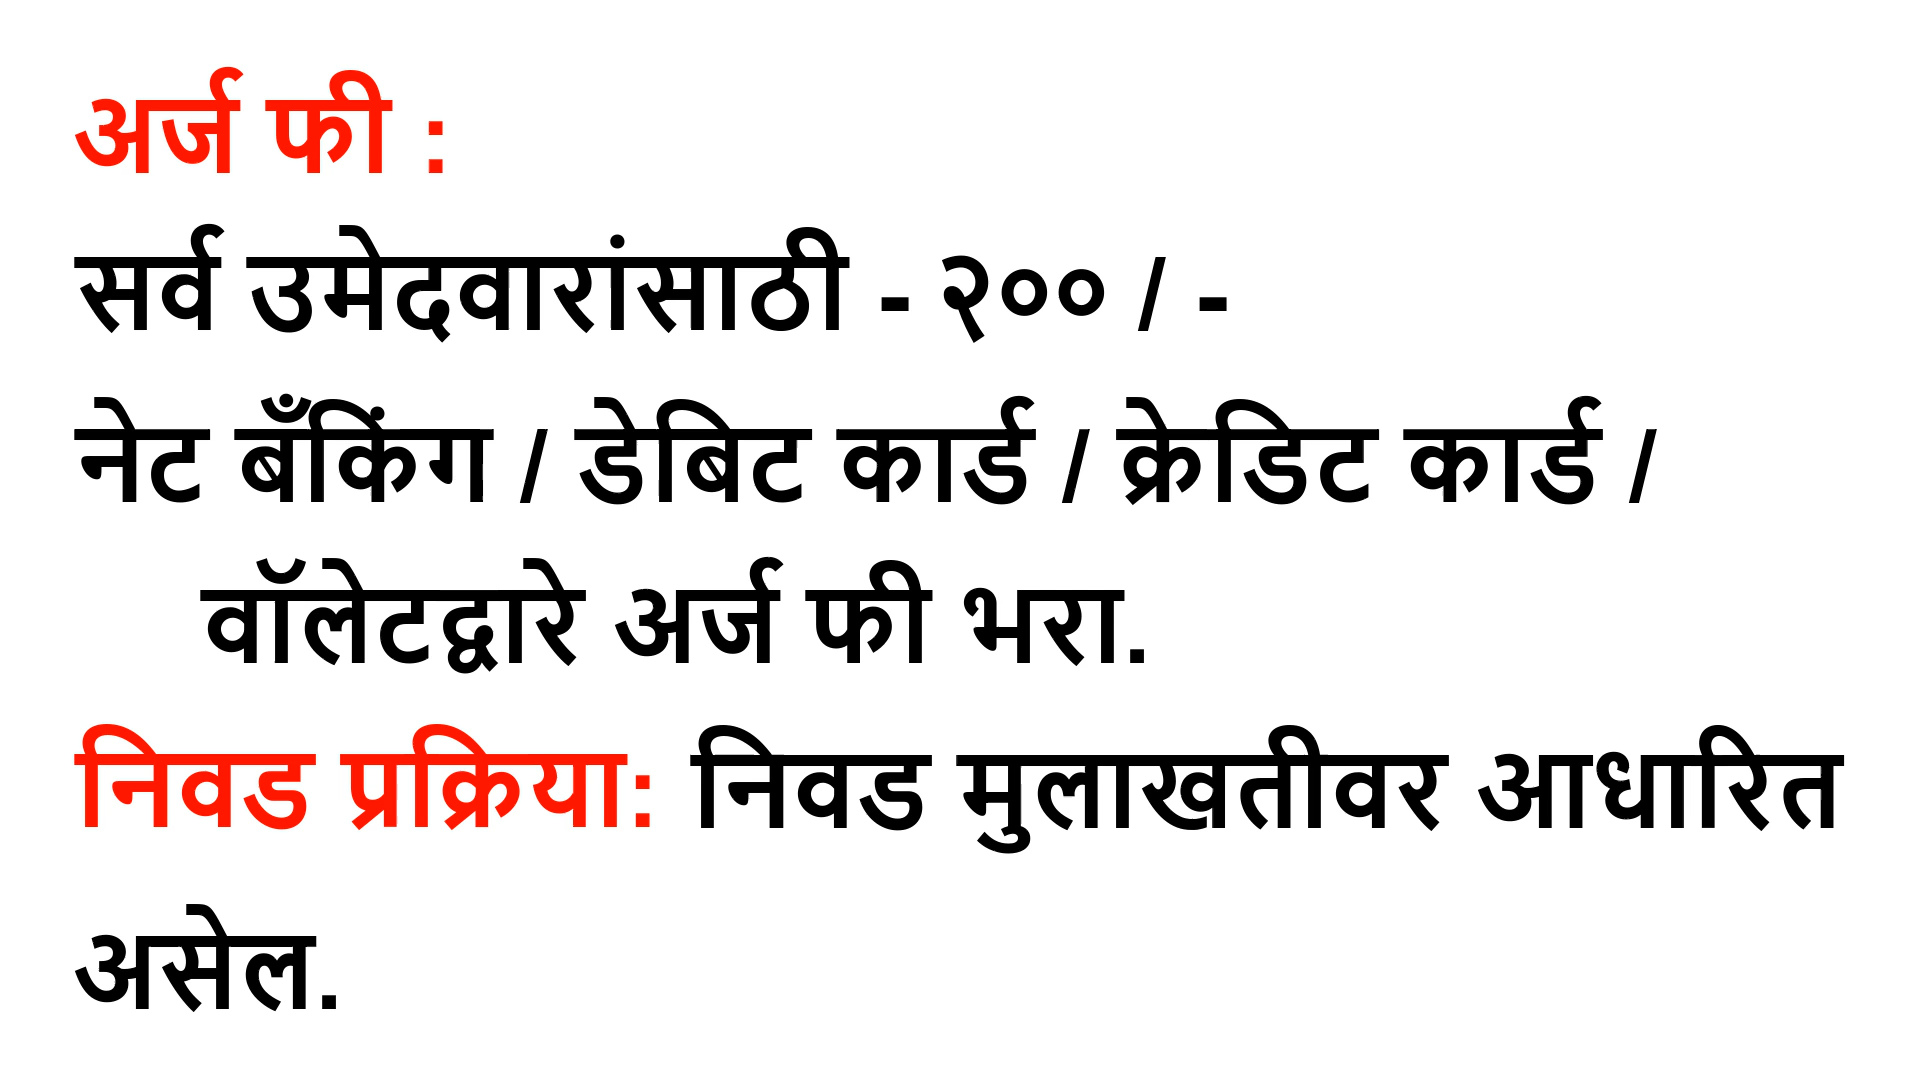 अर्ज फी :
सर्व उमेदवारांसाठी - २०० / -
नेट बँकिंग / डेबिट कार्ड / क्रेडिट कार्ड /
वॉलेटद्वारे अर्ज फी भरा.
निवड प्रक्रिया: निवड मुलाखतीवर आधारित
असेल.